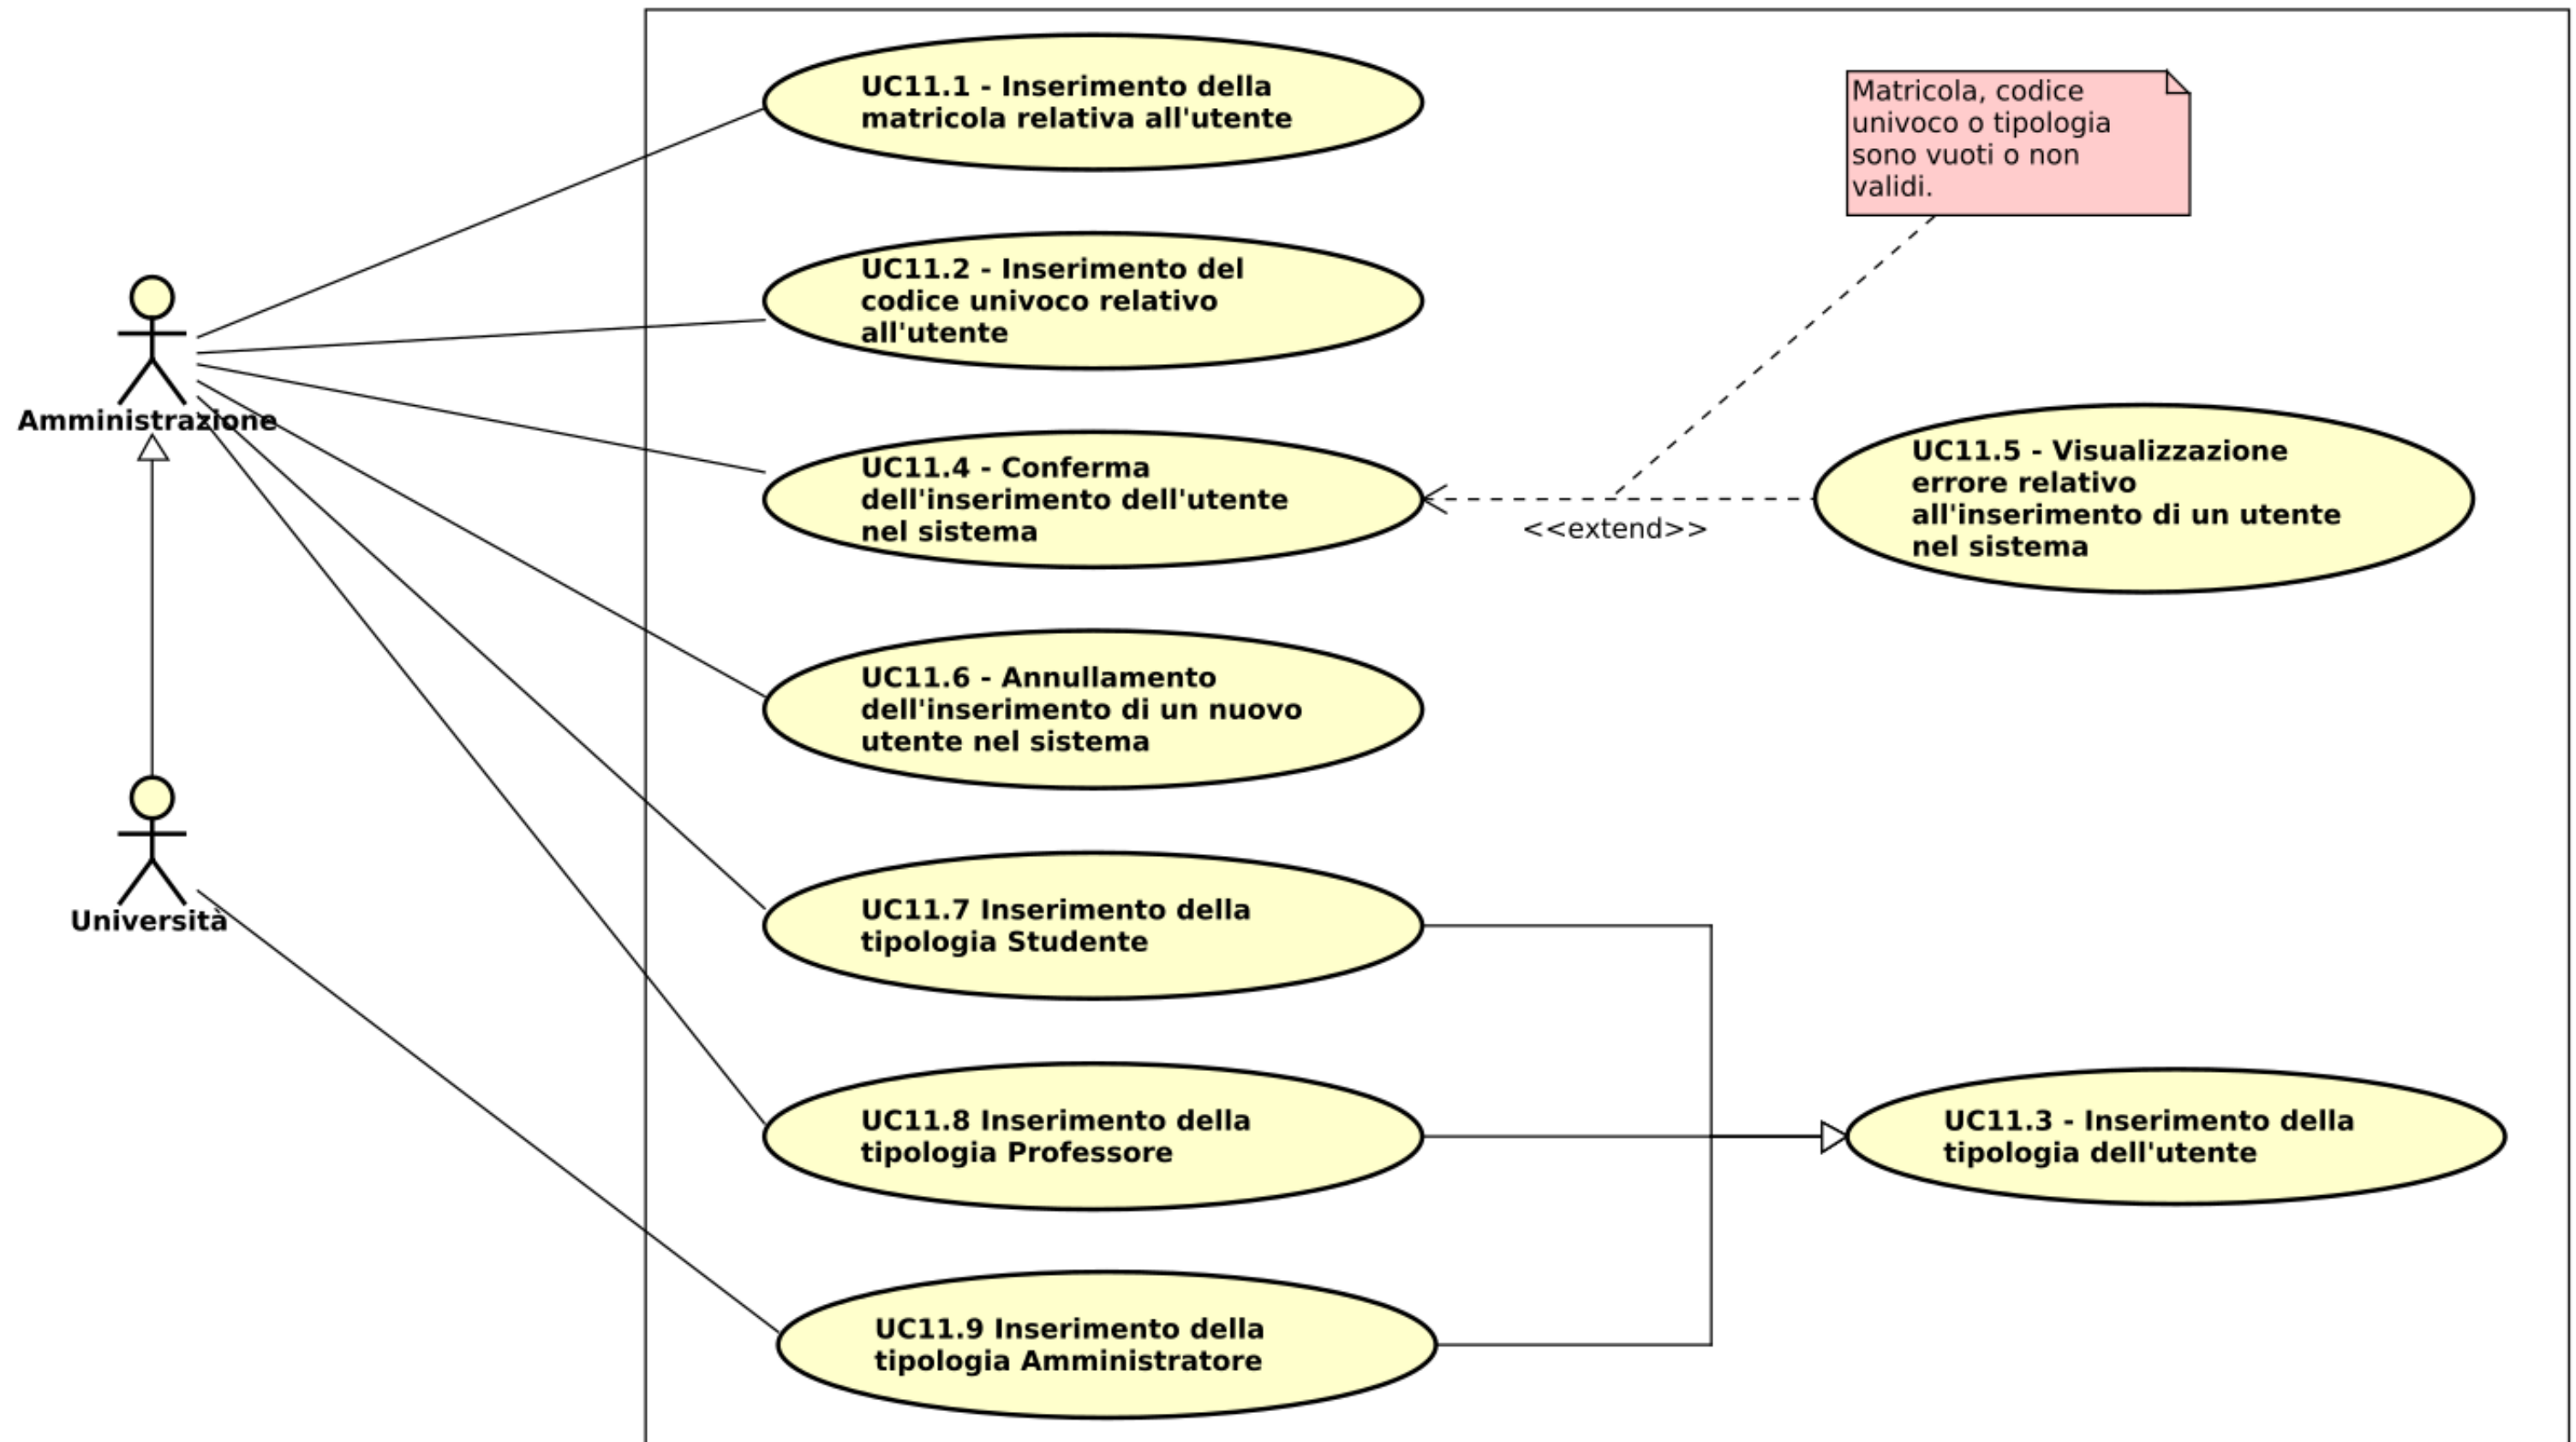 UC11.1 - Inserimento della
matricola relativa all'utente
Matricola, codice
univoco o tipologia
sono vuoti o non
validi.
UC11.2 - Inserimento del
codice univoco relativo
all'utente
Amministrazione
UC11.4 - Conferma
dell'inserimento dell'utente
nel sistema
<<extend>>
UC11.5 - Visualizzazione
errore relativo
all'inserimento di un utente
nel sistema
UC11.6 - Annullamento
dell'inserimento di un nuovo
utente nel sistema
Università
UC11.7 Inserimento della
tipologia Studente
UC11.8 Inserimento della
tipologia Professore
UC11.3 - Inserimento della
tipologia dell'utente
UC11.9 Inserimento della
tipologia Amministratore